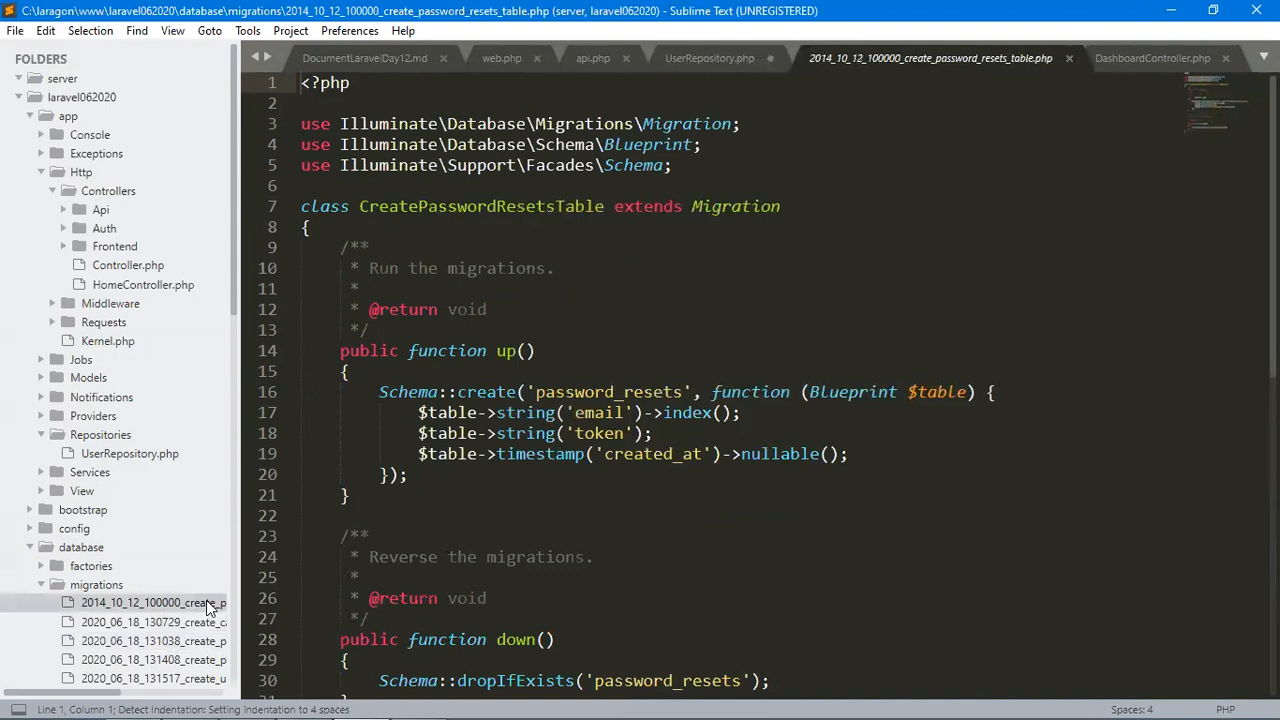 C:\laragon\www\laravel062020\database\migrations\2014_10_12_100000_create_password_resets_table.php (server, laravel062020) - Sublime Text (UNREGISTERED)
File Edit Selection Find View Goto Tools Project Preferences Help
FOLDERS
server
laravel062020
app
Console
Exceptions
Http
Controllers
Api
Auth
Frontend
Controller.php
HomeController.php
Middleware
Requests
Kernel.php
Jobs
Models
Notifications
Providers
Repositories
UserRepository.php
Services
View
bootstrap
config
database
factories
migrations
2014_10_12_100000_create_p
2020_06_18_130729_create_ca
2020_06_18_131038_create_p
2020_06_18_131408_create_p
2020_06_18_131517_create_u
DocumentLaravelDay12.md web.php api.php UserRepository.php 2014_10_12_100000_create_password_resets_table.php DashboardController.php
1 <?php
2
3 use Illuminate\Database\Migrations\Migration;
4 use Illuminate\Database\Schema\Blueprint;
5 use Illuminate\Support\Facades\Schema;
6
7 class CreatePasswordResetsTable extends Migration
8 {
9 /**
10 * Run the migrations.
11 *
12 * @return void
13 */
14 public function up()
15 {
16 Schema::create('password_resets', function (Blueprint $table) {
17 $table->string('email')->index();
18 $table->string('token');
19 $table->timestamp('created_at')->nullable();
20 });
21 }
22
23 /**
24 * Reverse the migrations.
25 *
26 * @return void
27 */
28 public function down()
29 {
30 Schema::dropIfExists('password_resets');
31 }
Line 1, Column 1; Detect Indentation: Setting indentation to 4 spaces Spaces: 4 PHP